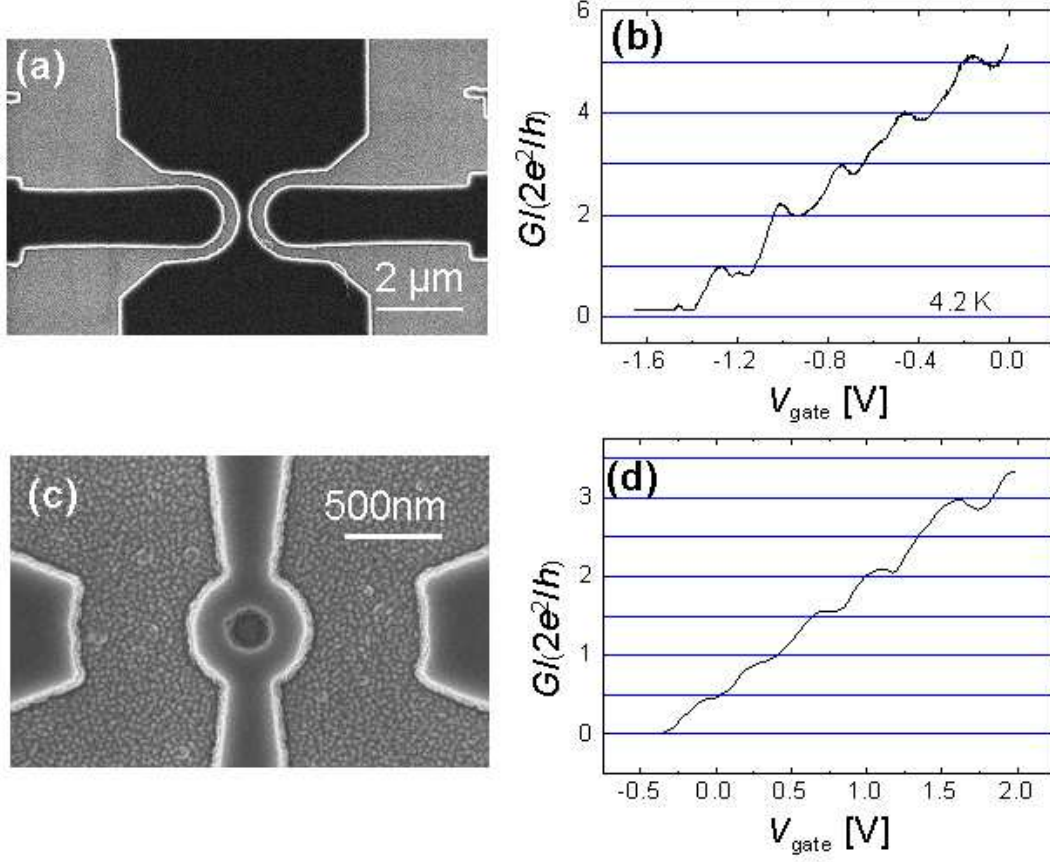 (a)
2 µm
(b)
G/(2e²/h)
6
4
2
0
4.2 K
-1.6 -1.2 -0.8 -0.4 0.0
V_gate [V]
(c)
500nm
(d)
G/(2e²/h)
3
2
1
0
-0.5 0.0 0.5 1.0 1.5 2.0
V_gate [V]